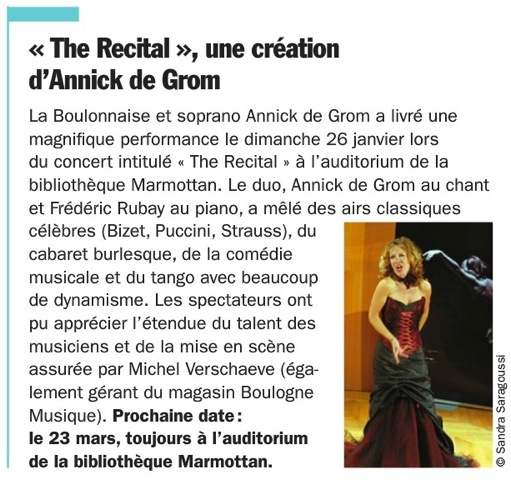 « The Recital », une création
d'Annick de Grom
La Boulonnaise et soprano Annick de Grom a livré une
magnifique performance le dimanche 26 janvier lors
du concert intitulé « The Recital » à l'auditorium de la
bibliothèque Marmottan. Le duo, Annick de Grom au chant
et Frédéric Rubay au piano, a mêlé des airs classiques
célèbres (Bizet, Puccini, Strauss), du
cabaret burlesque, de la comédie
musicale et du tango avec beaucoup
de dynamisme. Les spectateurs ont
pu apprécier l'étendue du talent des
musiciens et de la mise en scène
assurée par Michel Verschaeve (éga-
lement gérant du magasin Boulogne
Musique). Prochaine date :
le 23 mars, toujours à l'auditorium
de la bibliothèque Marmottan.
© Sandra Saragoussi